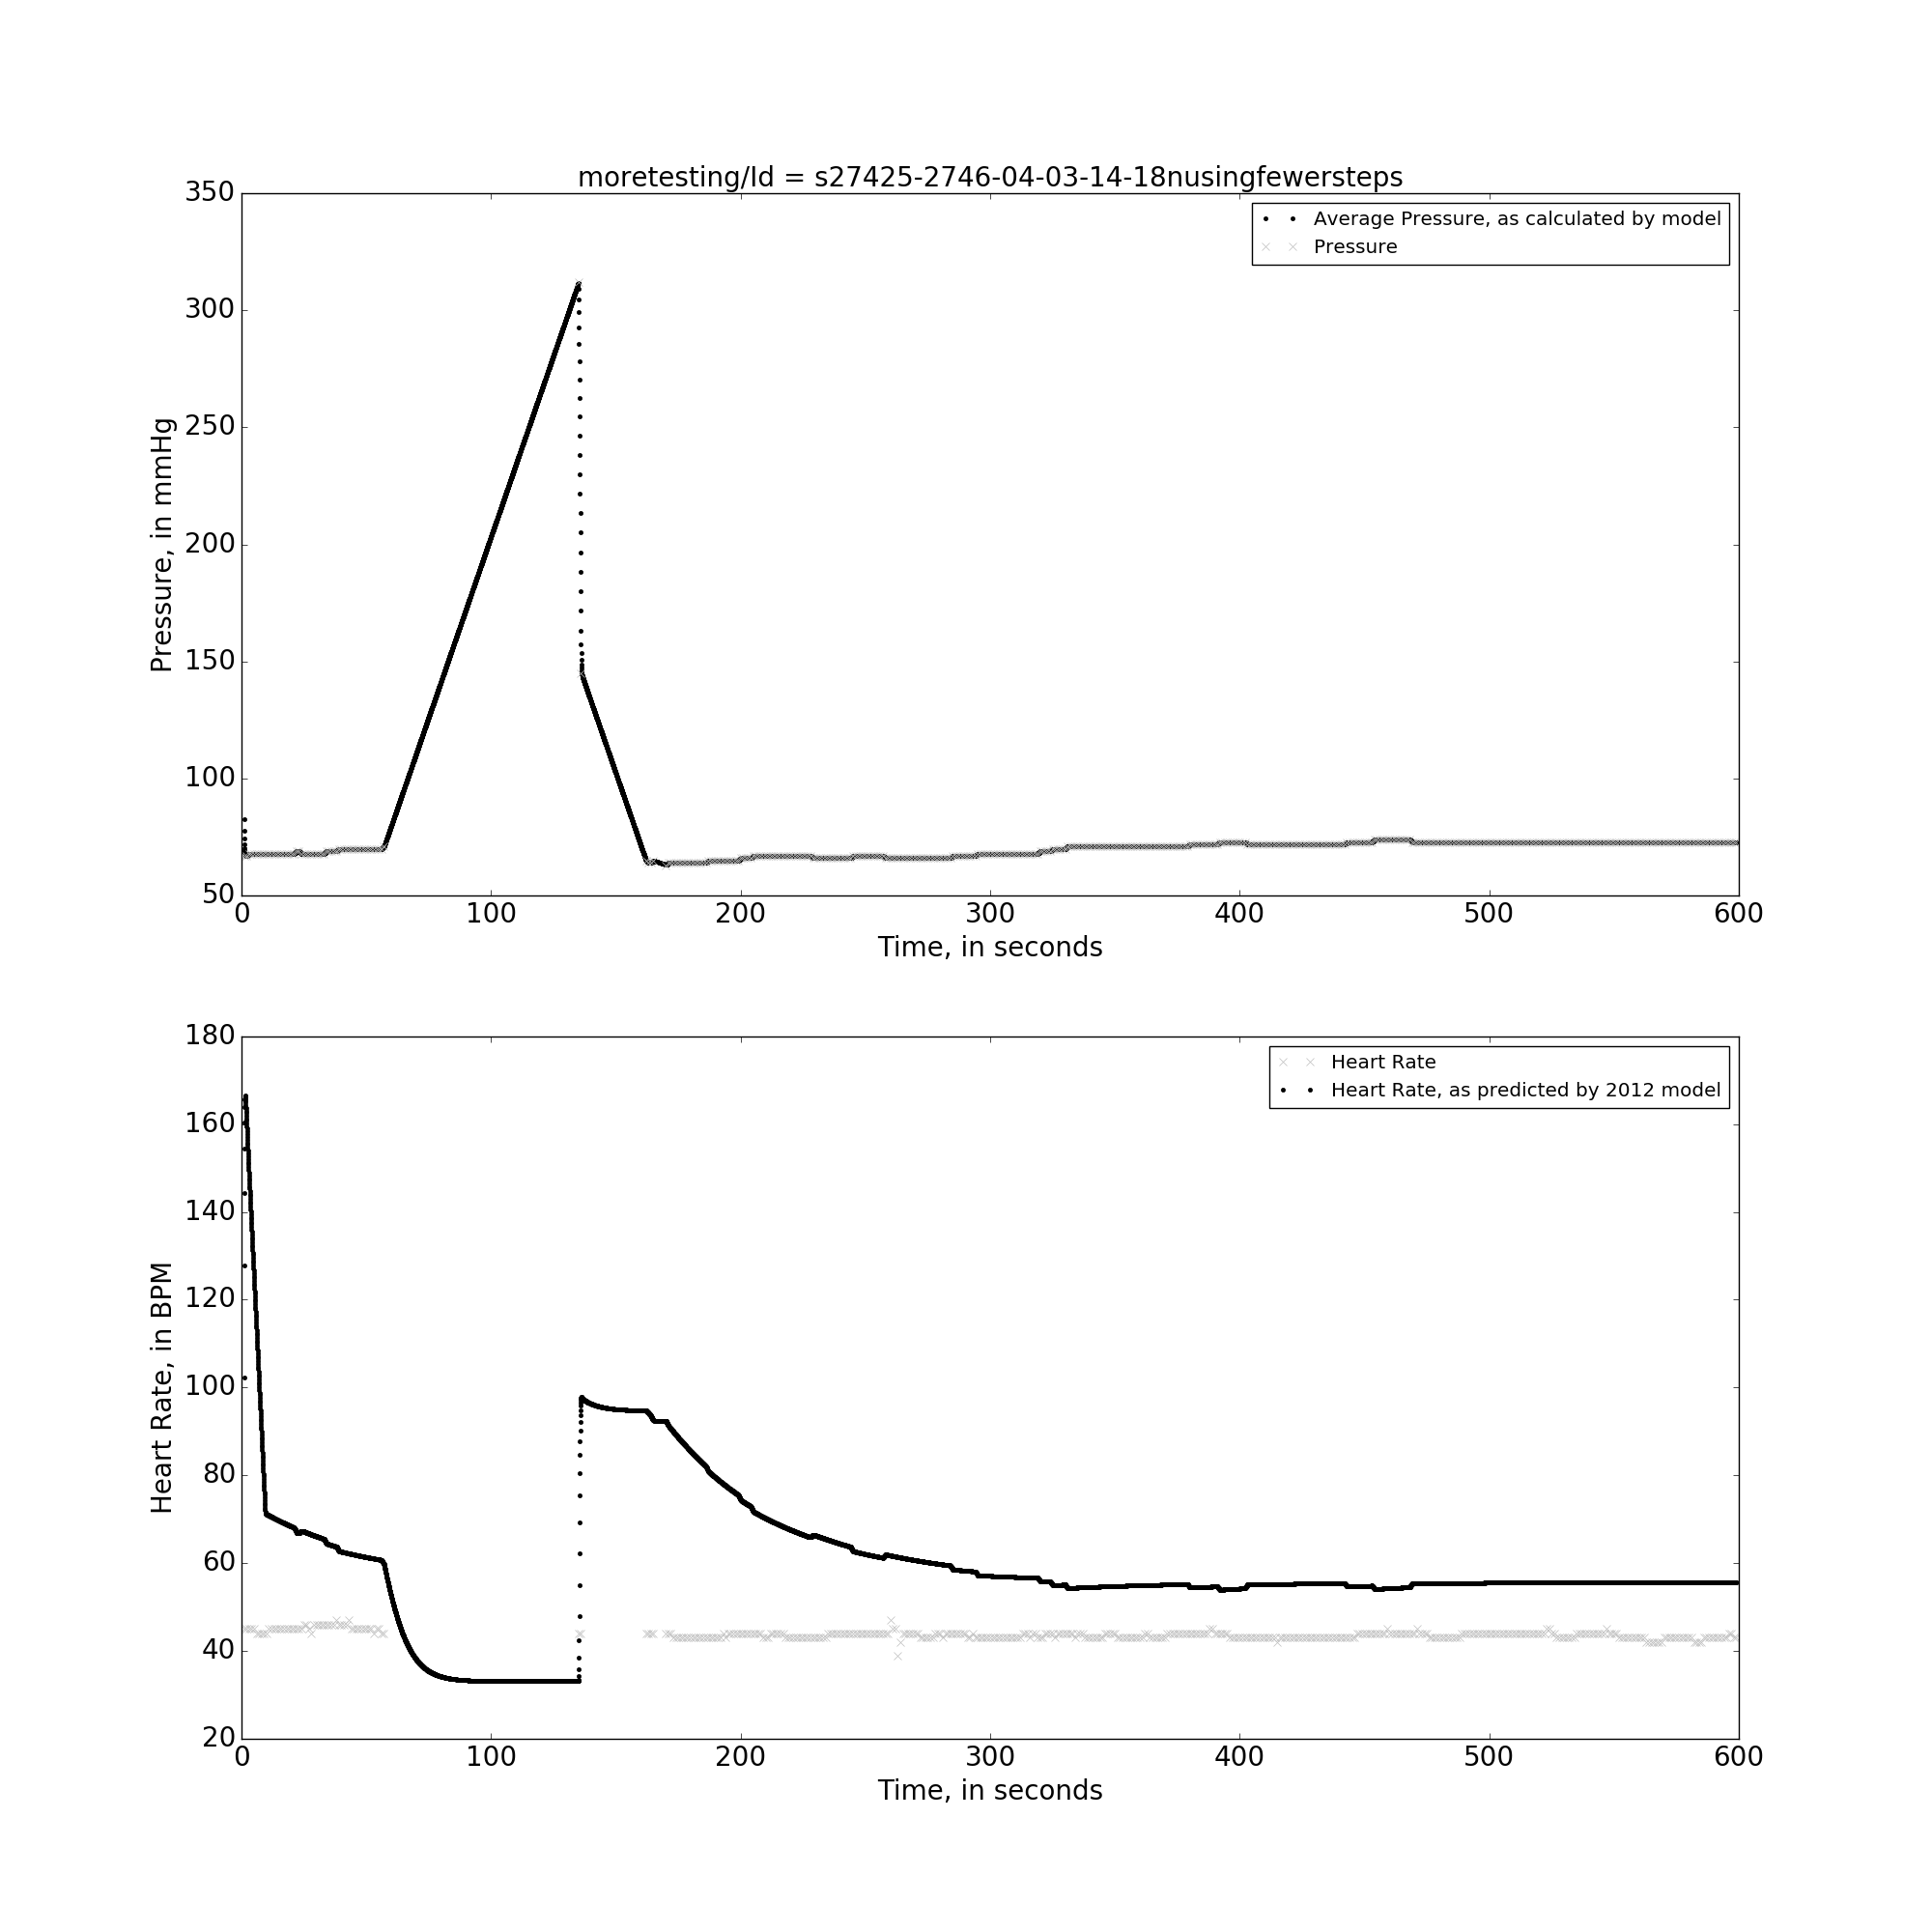 moretesting/Id = s27425-2746-04-03-14-18nusingfewersteps
350
300
250
200
150
100
50
Pressure, in mmHg
Average Pressure, as calculated by model
Pressure
0 100 200 300 400 500 600
Time, in seconds
180
160
140
120
100
80
60
40
20
Heart Rate, in BPM
Heart Rate
Heart Rate, as predicted by 2012 model
0 100 200 300 400 500 600
Time, in seconds